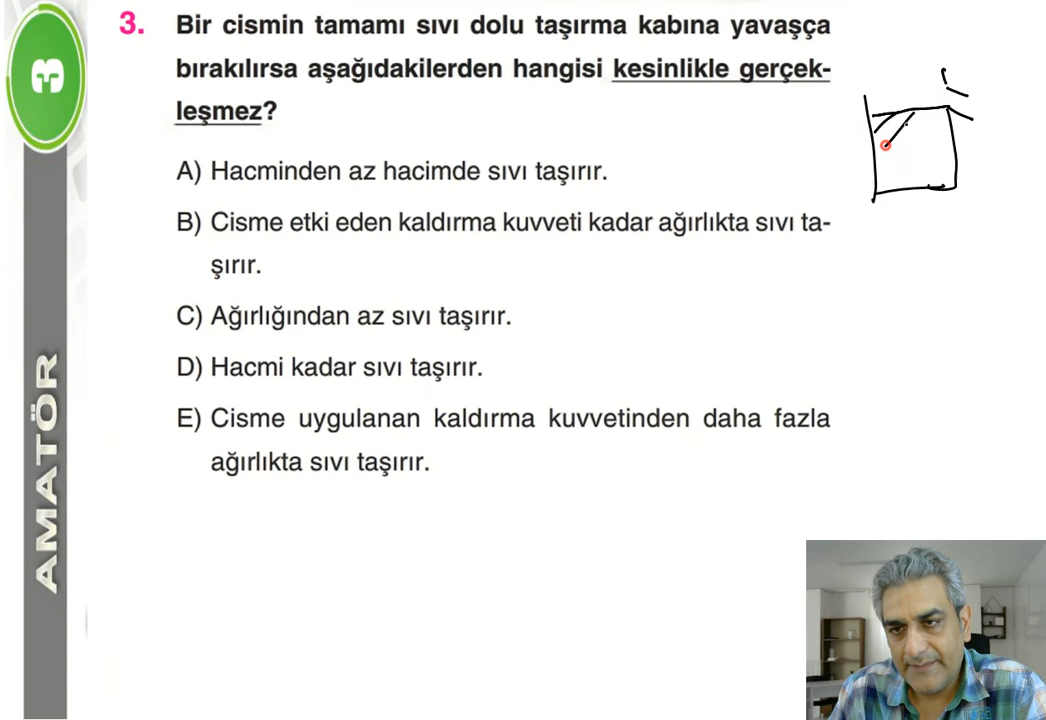 3
3. Bir cismin tamamı sıvı dolu taşırma kabına yavaşça
bırakılırsa aşağıdakilerden hangisi kesinlikle gerçek-
leşmez?
A) Hacminden az hacimde sıvı taşırır.
B) Cisme etki eden kaldırma kuvveti kadar ağırlıkta sıvı ta-
şırır.
C) Ağırlığından az sıvı taşırır.
D) Hacmi kadar sıvı taşırır.
E) Cisme uygulanan kaldırma kuvvetinden daha fazla
ağırlıkta sıvı taşırır.
AMATÖR